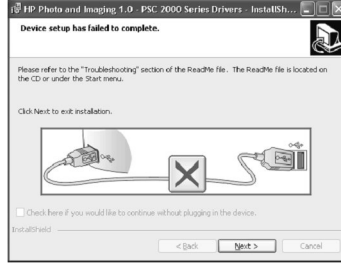 HP Photo and Imaging 1.0 - PSC 2000 Series Drivers - InstallSh...
Device setup has failed to complete.
Please refer to the "Troubleshooting" section of the ReadMe file. The ReadMe file is located on
the CD or under the Start menu.
Click Next to exit installation.
Check here if you would like to continue without plugging in the device.
InstallShield
< Back
Next >
Cancel